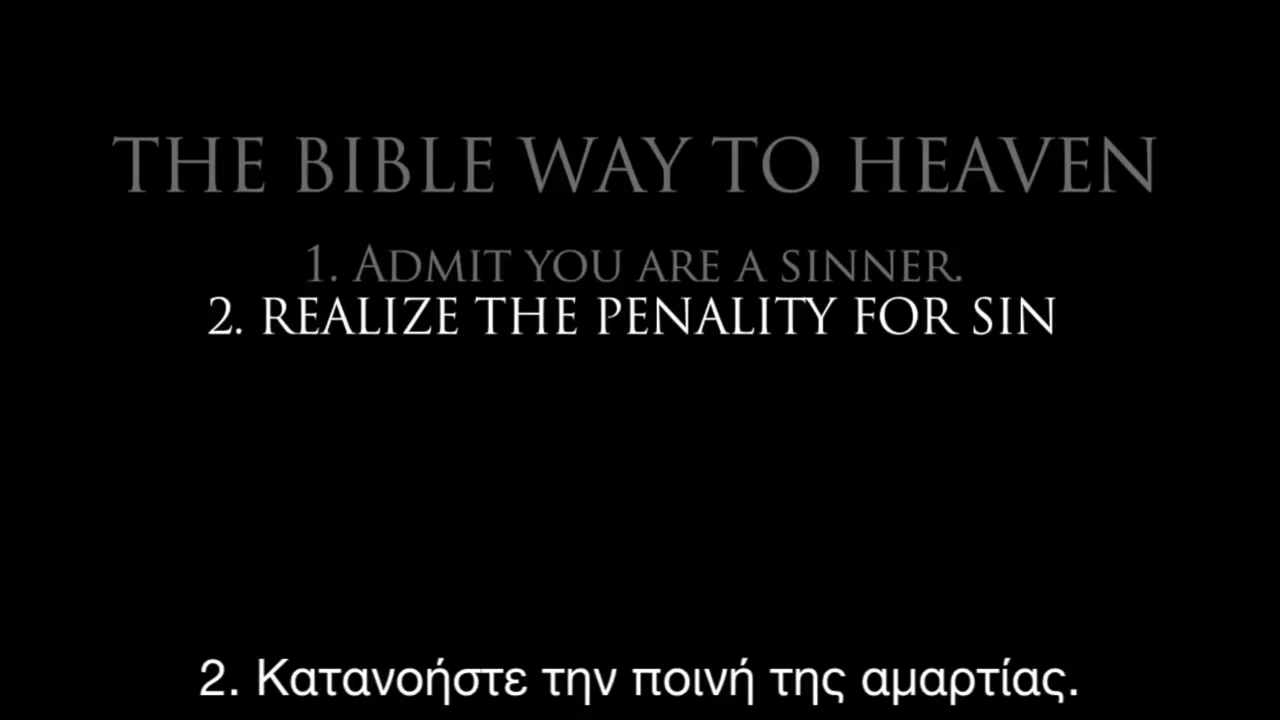 THE BIBLE WAY TO HEAVEN
1. ADMIT YOU ARE A SINNER.
2. REALIZE THE PENALITY FOR SIN
2. Κατανοήστε την ποινή της αμαρτίας.